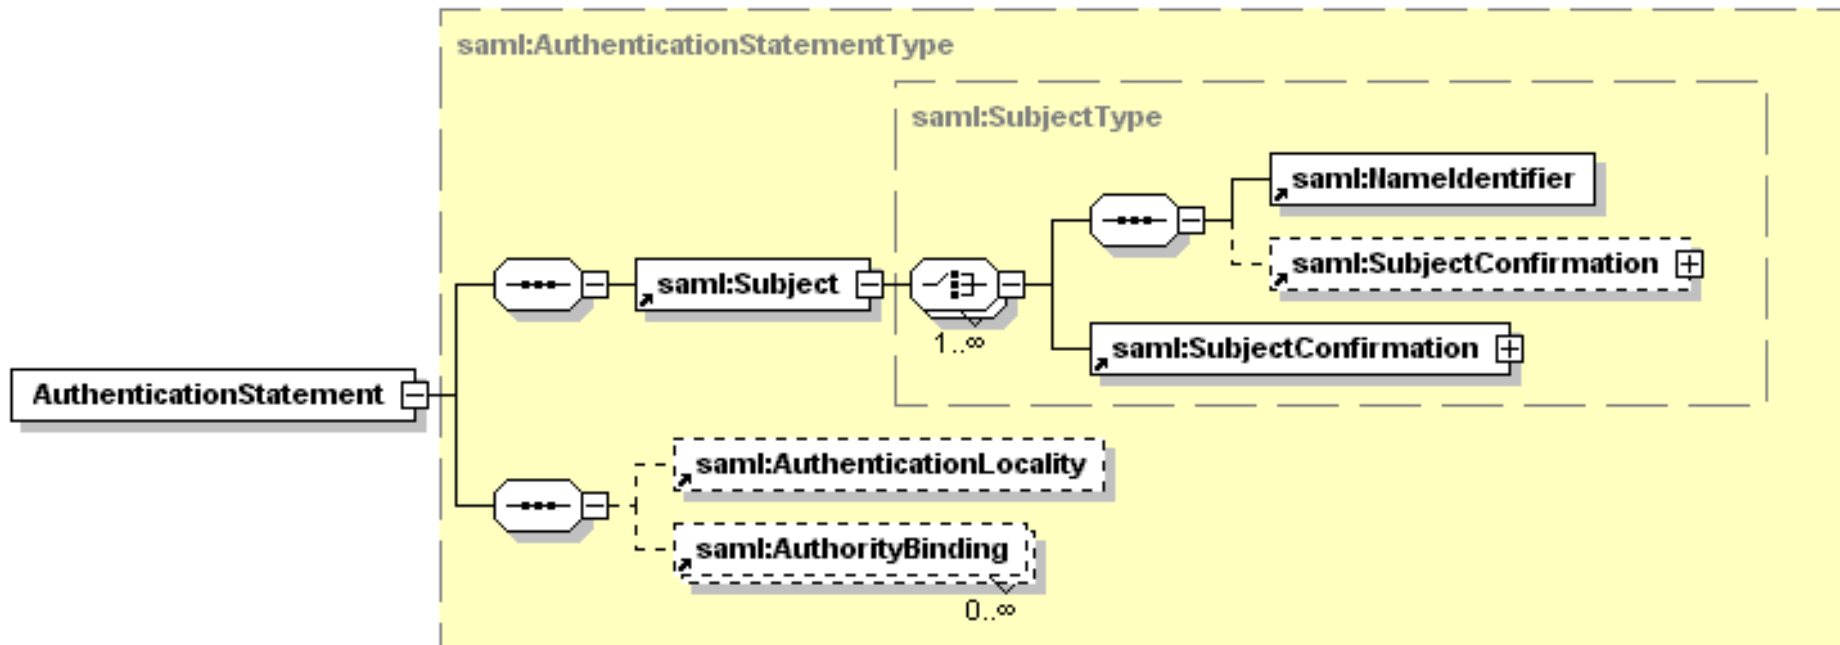 saml:AuthenticationStatementType
saml:SubjectType
saml:NameIdentifier
saml:SubjectConfirmation
saml:Subject
1..∞
saml:SubjectConfirmation
AuthenticationStatement
saml:AuthenticationLocality
saml:AuthorityBinding
0..∞